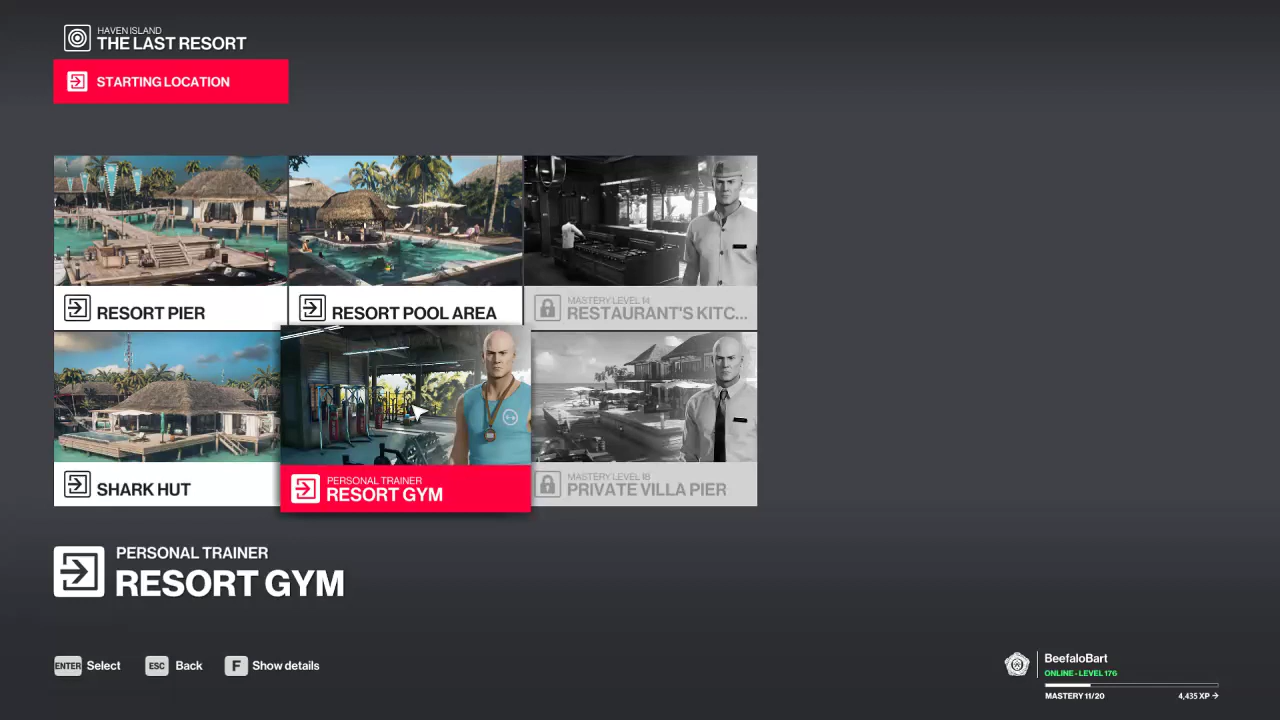 HAVEN ISLAND
THE LAST RESORT
STARTING LOCATION
RESORT PIER
RESORT POOL AREA
MASTERY LEVEL 14
RESTAURANT'S KITC...
SHARK HUT
PERSONAL TRAINER
RESORT GYM
MASTERY LEVEL 18
PRIVATE VILLA PIER
PERSONAL TRAINER
RESORT GYM
ENTER Select
ESC Back
F Show details
BeefaloBart
ONLINE - LEVEL 176
MASTERY 11/20
4,435 XP →